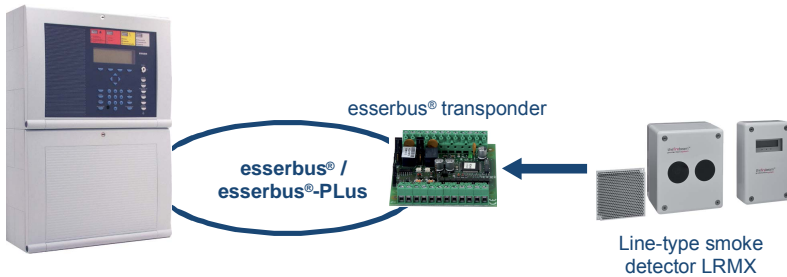 esserbus® transponder
esserbus® /
esserbus®-PLus
Line-type smoke
detector LRMX